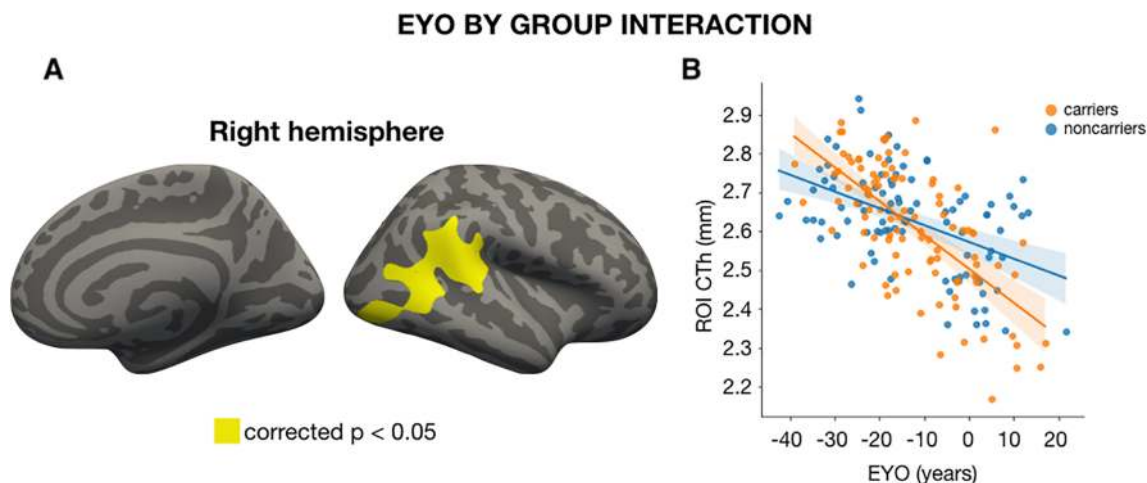 EYO BY GROUP INTERACTION
A
Right hemisphere
corrected p < 0.05
B
carriers
noncarriers
ROI CTh (mm)
2.9
2.8
2.7
2.6
2.5
2.4
2.3
2.2
-40 -30 -20 -10 0 10 20
EYO (years)